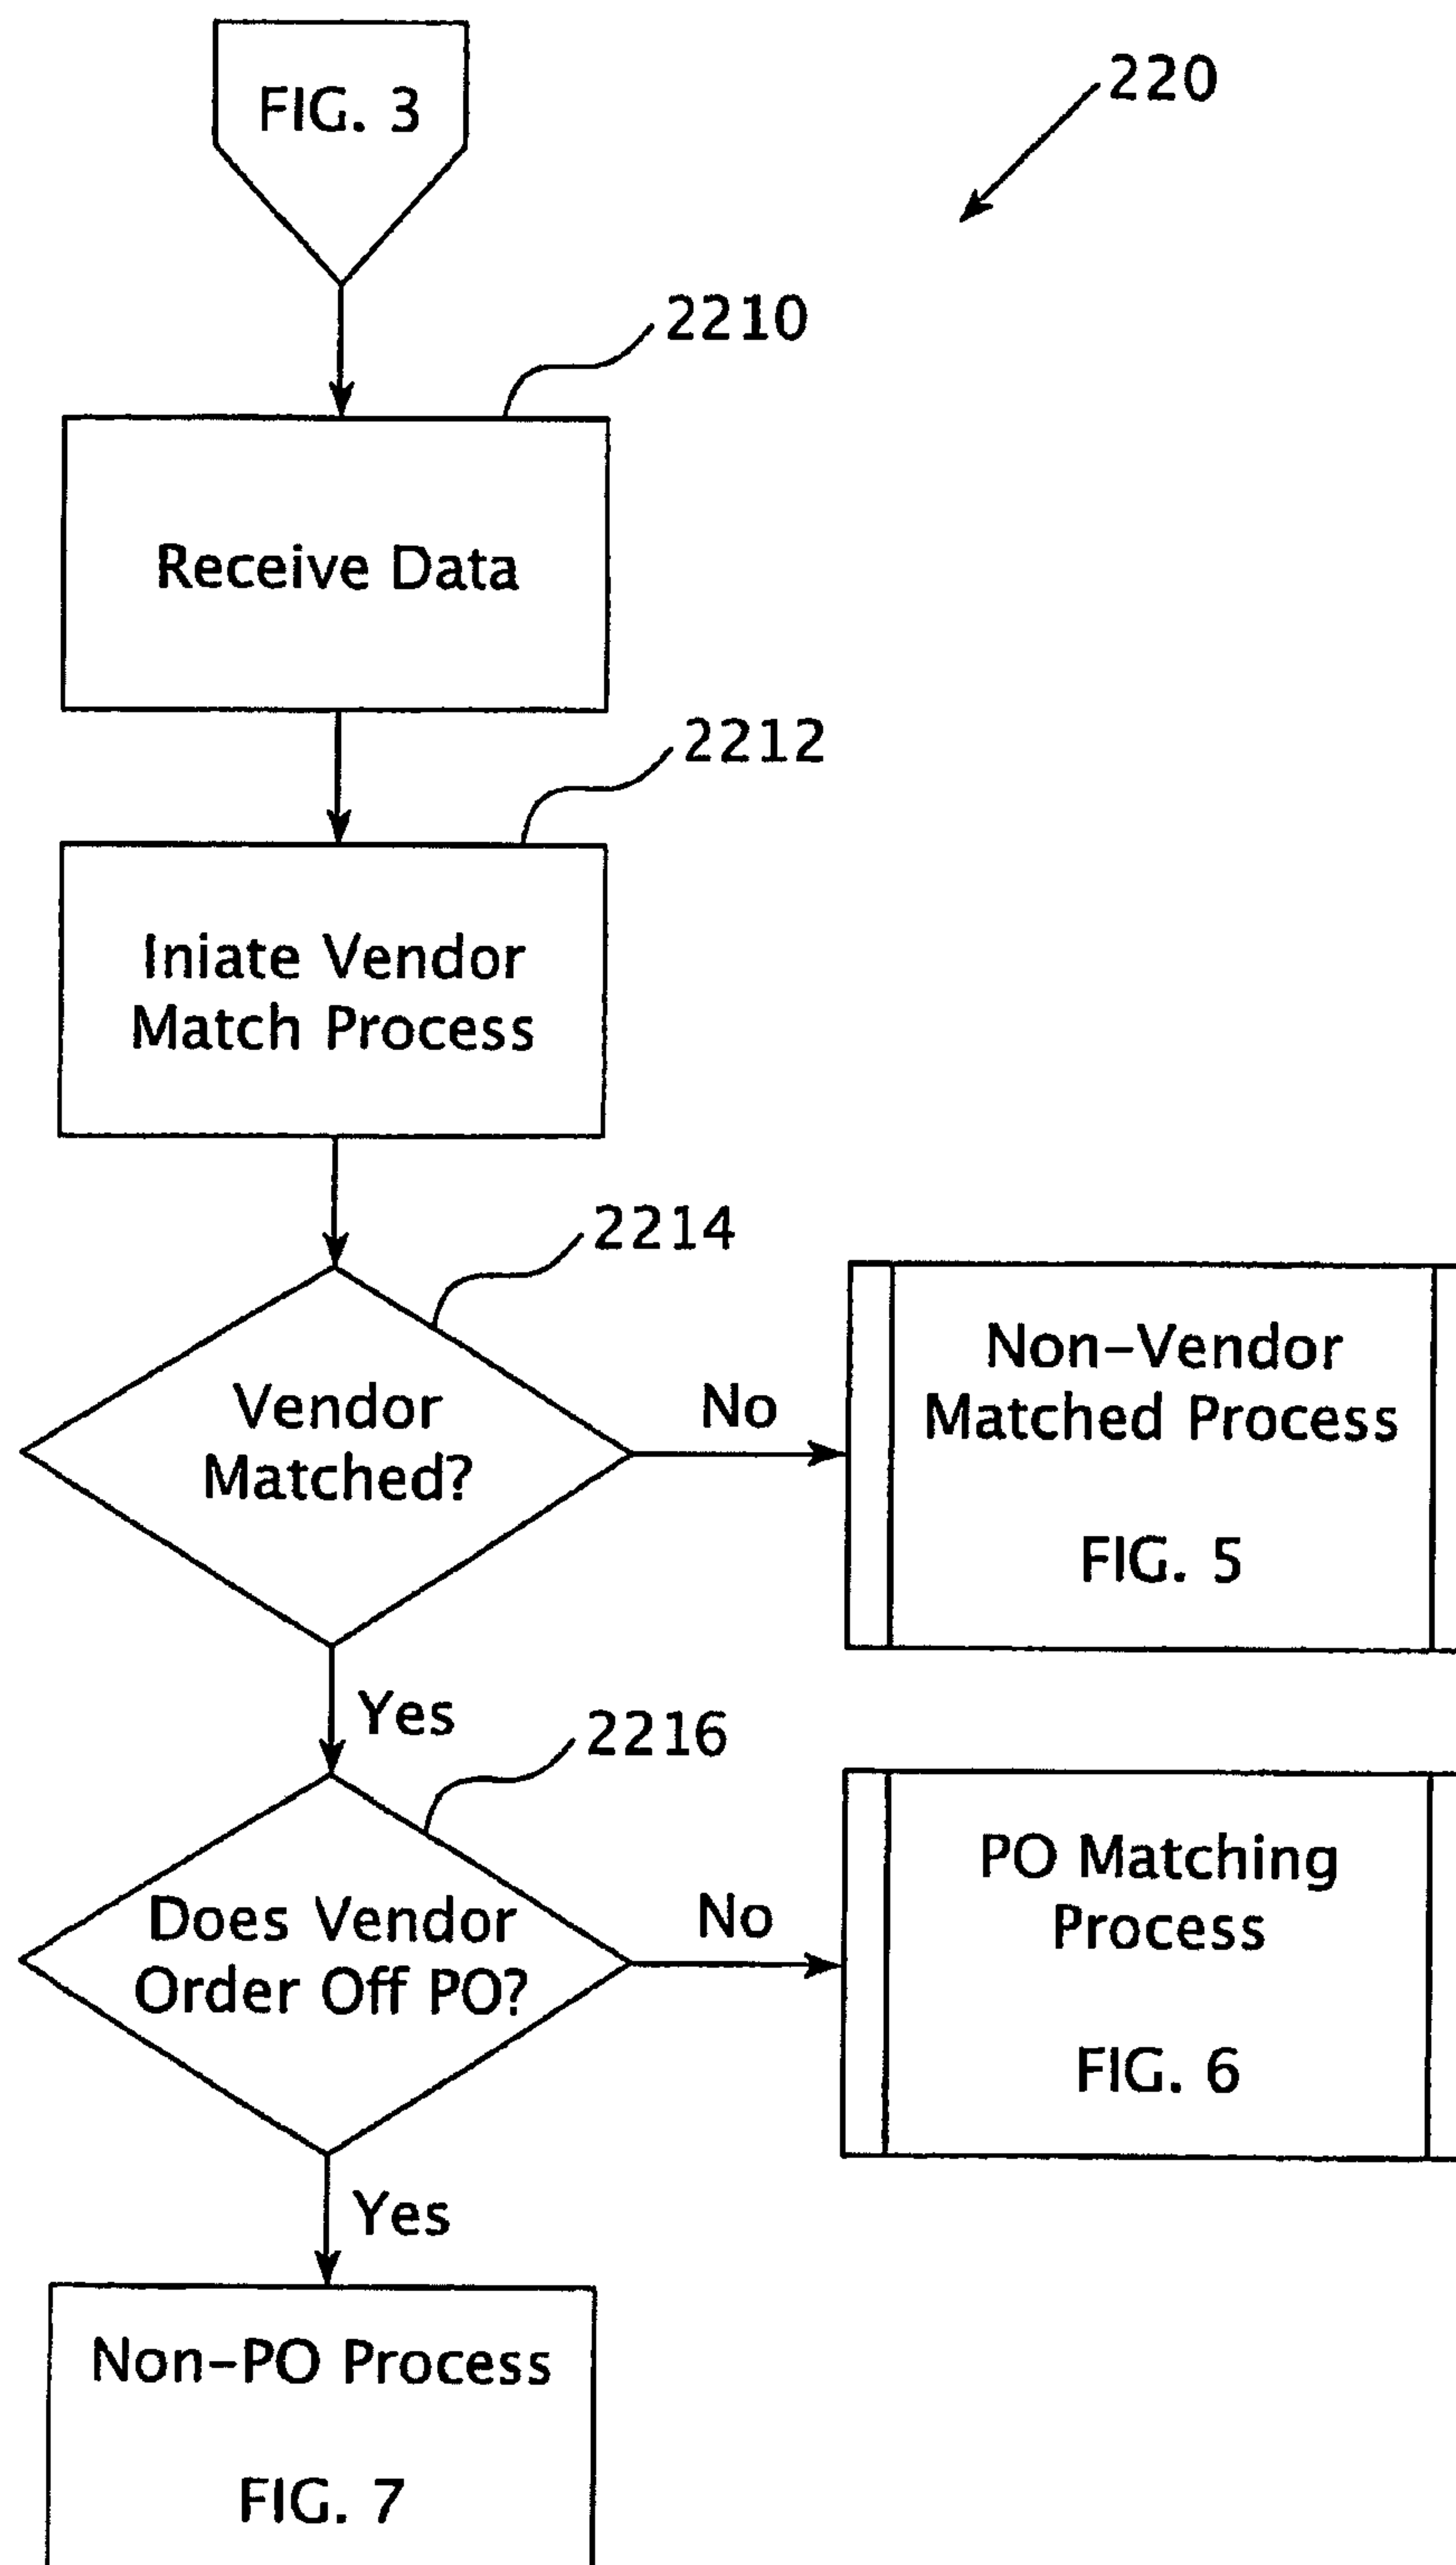 FIG. 3
220
2210
Receive Data
2212
Iniate Vendor
Match Process
2214
Vendor
Matched?
No
Non-Vendor
Matched Process
FIG. 5
Yes
2216
Does Vendor
Order Off PO?
No
PO Matching
Process
FIG. 6
Yes
Non-PO Process
FIG. 7